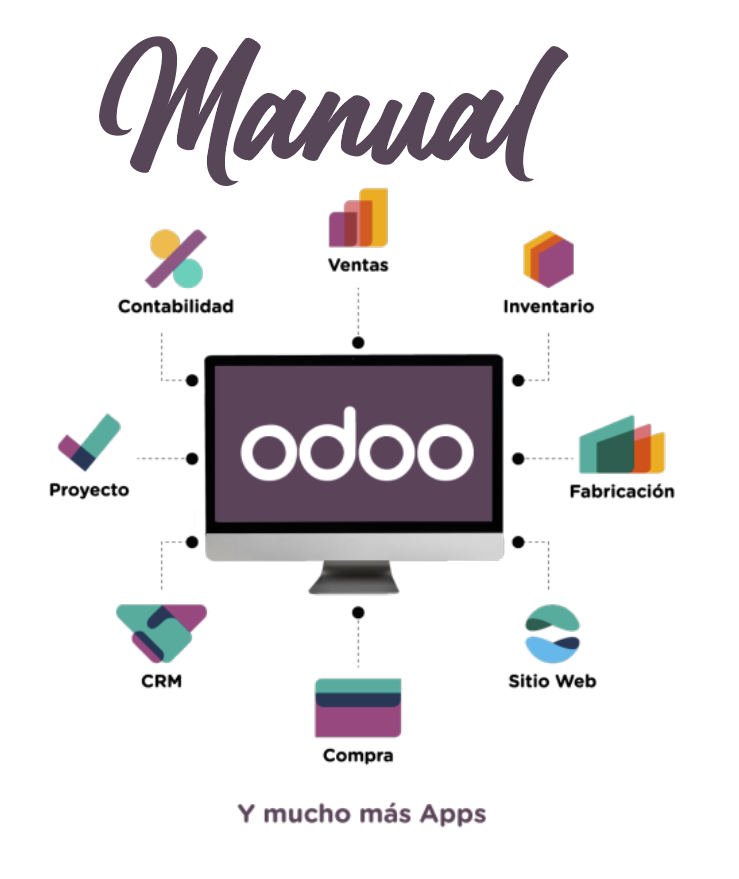 Manual
Ventas
Contabilidad
Inventario
odoo
Proyecto
Fabricación
CRM
Sitio Web
Compra
Y mucho más Apps